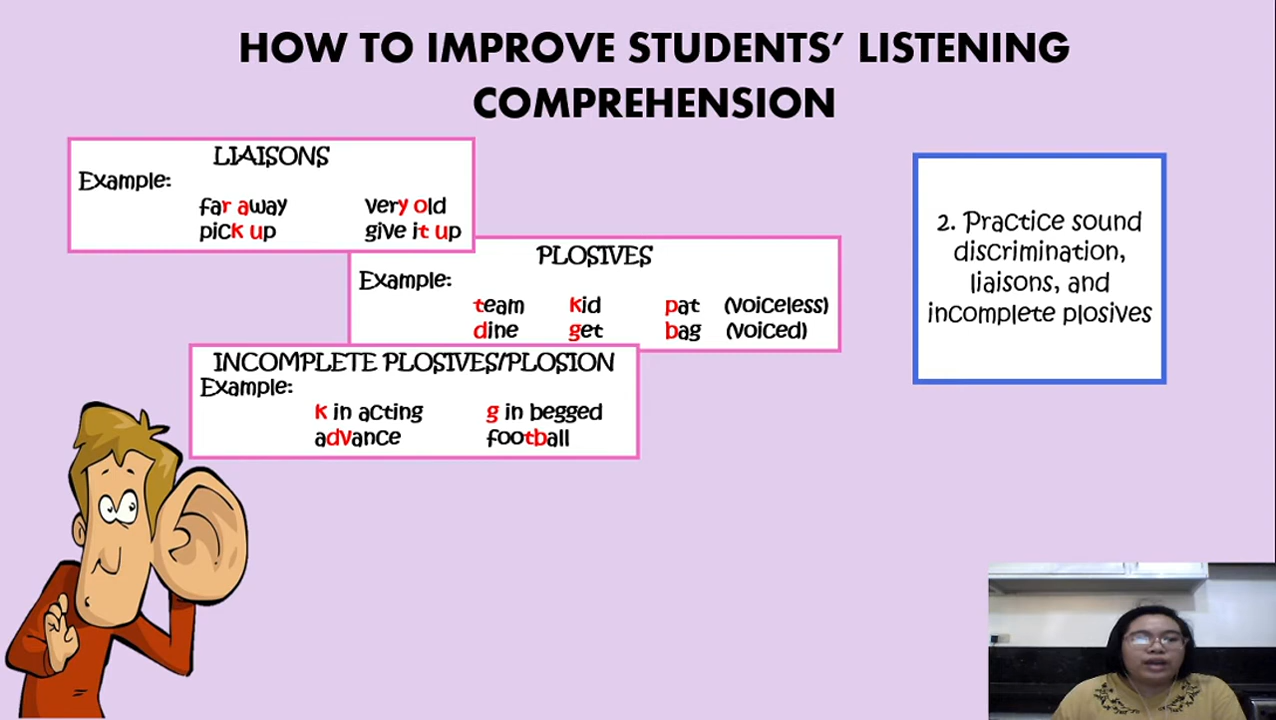 HOW TO IMPROVE STUDENTS’ LISTENING
COMPREHENSION
LIAISONS
Example:
far away very old
pick up give it up
PLOSIVES
Example:
team kid pat (voiceless)
dine get bag (voiced)
INCOMPLETE PLOSIVES/PLOSION
Example:
k in acting g in begged
advance football
2. Practice sound
discrimination,
liaisons, and
incomplete plosives